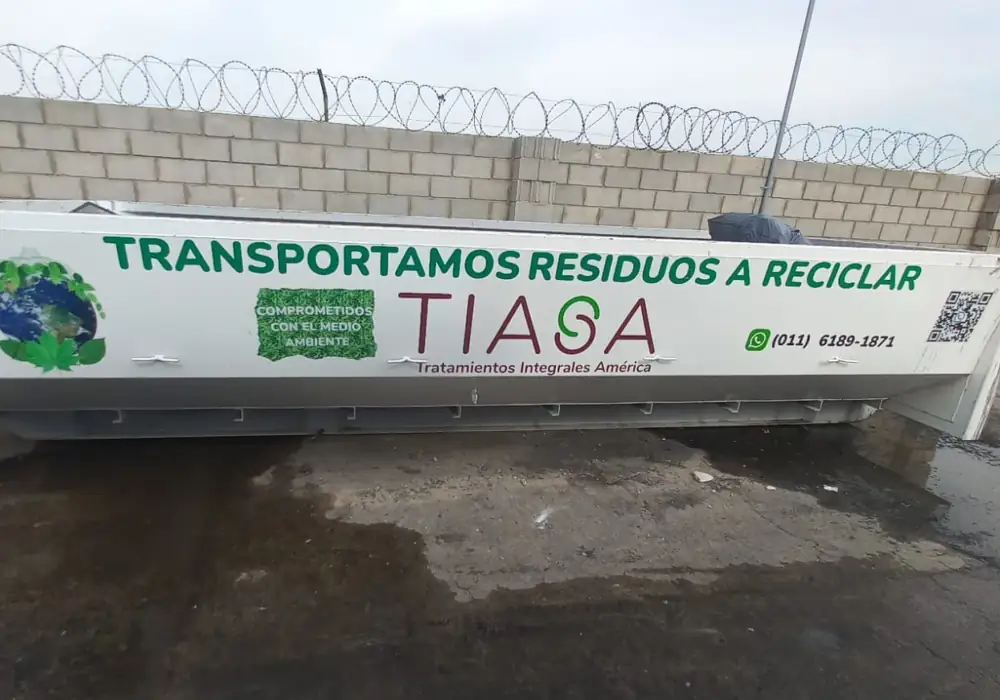 TRANSPORTAMOS RESIDUOS A RECICLAR
COMPROMETIDOS
CON EL MEDIO
AMBIENTE
TIASA
Tratamientos Integrales América
(011) 6189-1871